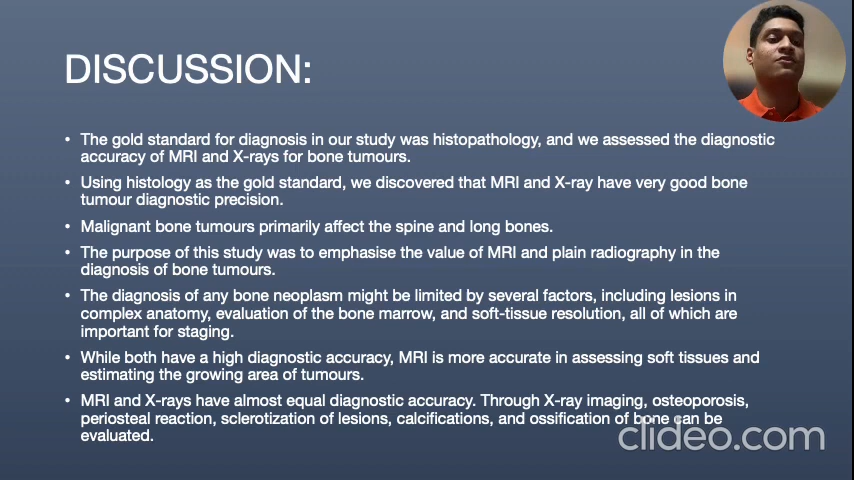 DISCUSSION:
• The gold standard for diagnosis in our study was histopathology, and we assessed the diagnostic
accuracy of MRI and X-rays for bone tumours.
• Using histology as the gold standard, we discovered that MRI and X-ray have very good bone
tumour diagnostic precision.
• Malignant bone tumours primarily affect the spine and long bones.
• The purpose of this study was to emphasise the value of MRI and plain radiography in the
diagnosis of bone tumours.
• The diagnosis of any bone neoplasm might be limited by several factors, including lesions in
complex anatomy, evaluation of the bone marrow, and soft-tissue resolution, all of which are
important for staging.
• While both have a high diagnostic accuracy, MRI is more accurate in assessing soft tissues and
estimating the growing area of tumours.
• MRI and X-rays have almost equal diagnostic accuracy. Through X-ray imaging, osteoporosis,
periosteal reaction, sclerotization of lesions, calcifications, and ossification of bone can be
evaluated.
clideo.com